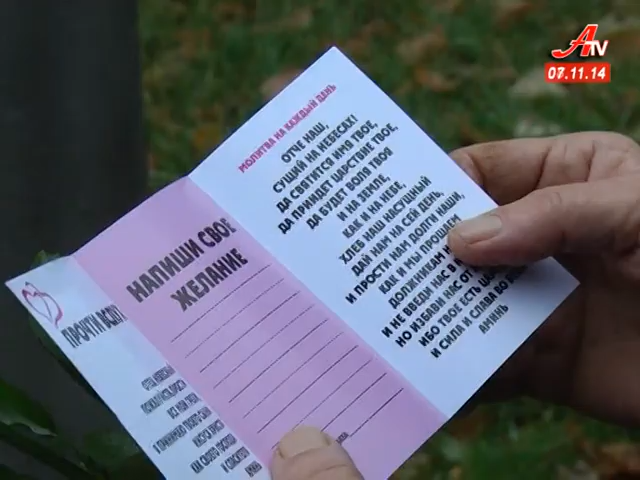 ATV
07.11.14
МОЛИТВА НА КАЖДЫЙ ДЕНЬ
ОТЧЕ НАШ,
СУЩИЙ НА НЕБЕСАХ!
ДА СВЯТИТСЯ ИМЯ ТВОЕ,
ДА ПРИИДЕТ ЦАРСТВИЕ ТВОЕ,
ДА БУДЕТ ВОЛЯ ТВОЯ
И НА ЗЕМЛЕ,
КАК И НА НЕБЕ,
ХЛЕБ НАШ НАСУЩНЫЙ
ДАЙ НАМ НА СЕЙ ДЕНЬ,
И ПРОСТИ НАМ ДОЛГИ НАШИ,
КАК И МЫ ПРОЩАЕМ
ДОЛЖНИКАМ
И НЕ ВВЕДИ НАС В
НО ИЗБАВИ НАС ОТ
ИБО ТВОЕ ЕСТЬ
И СИЛА И СЛАВА ВО
АМИНЬ
НАПИШИ СВОЕ
ЖЕЛАНИЕ
ПРОЧТИ